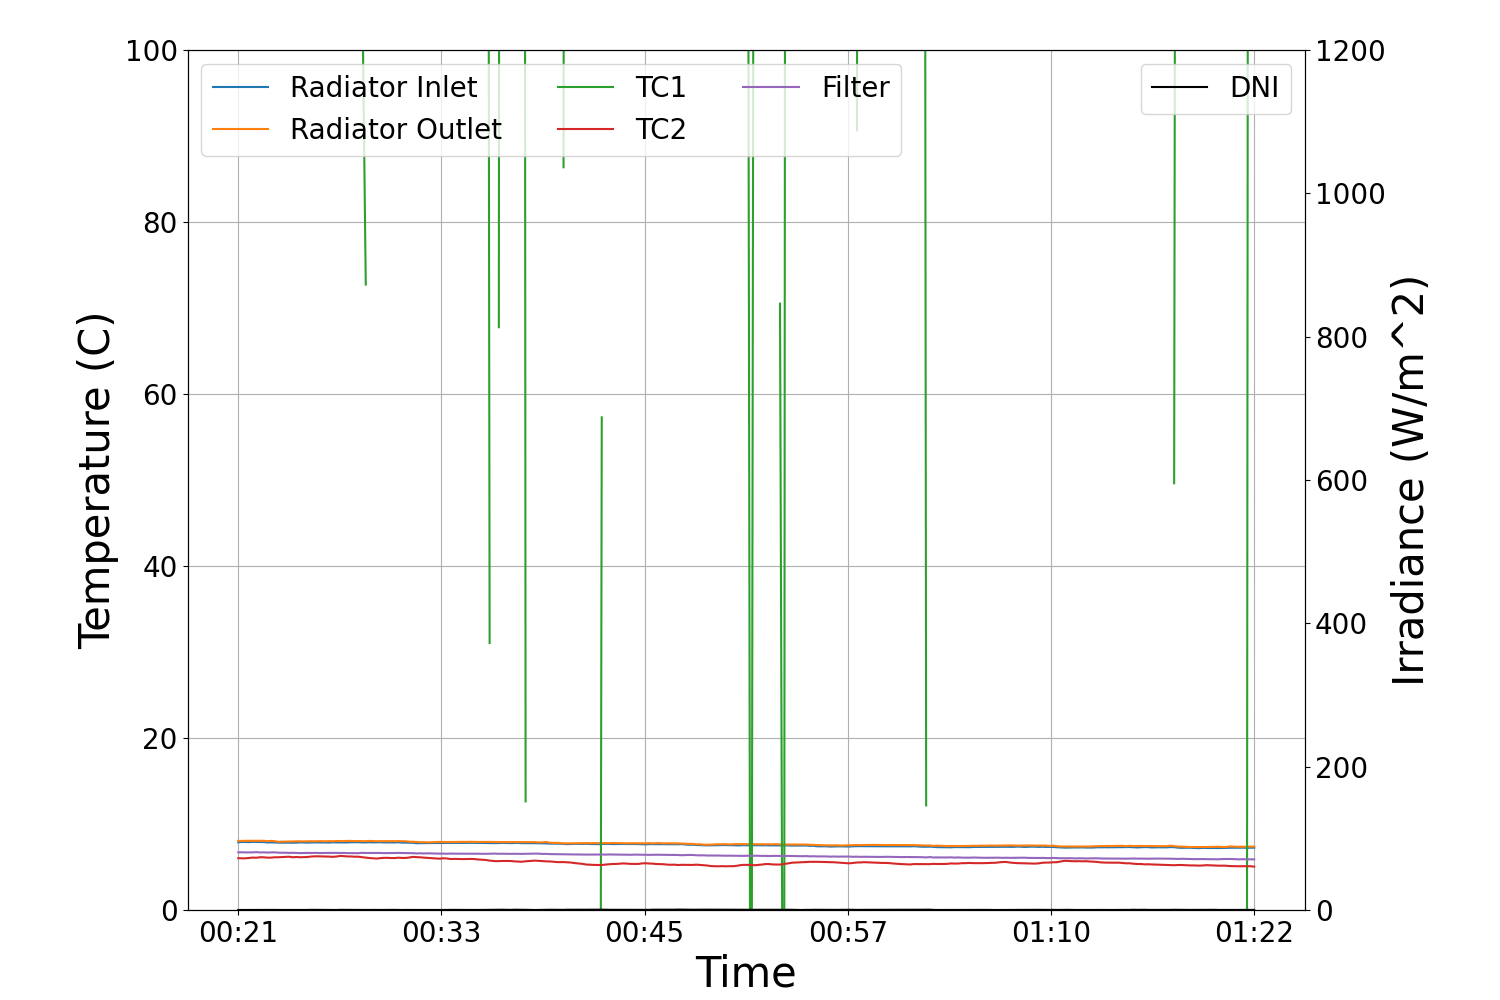 100
80
60
40
20
0
Temperature (C)
Radiator Inlet
Radiator Outlet
TC1
TC2
Filter
DNI
1200
1000
800
600
400
200
0
Irradiance (W/m^2)
00:21 00:33 00:45 00:57 01:10 01:22
Time